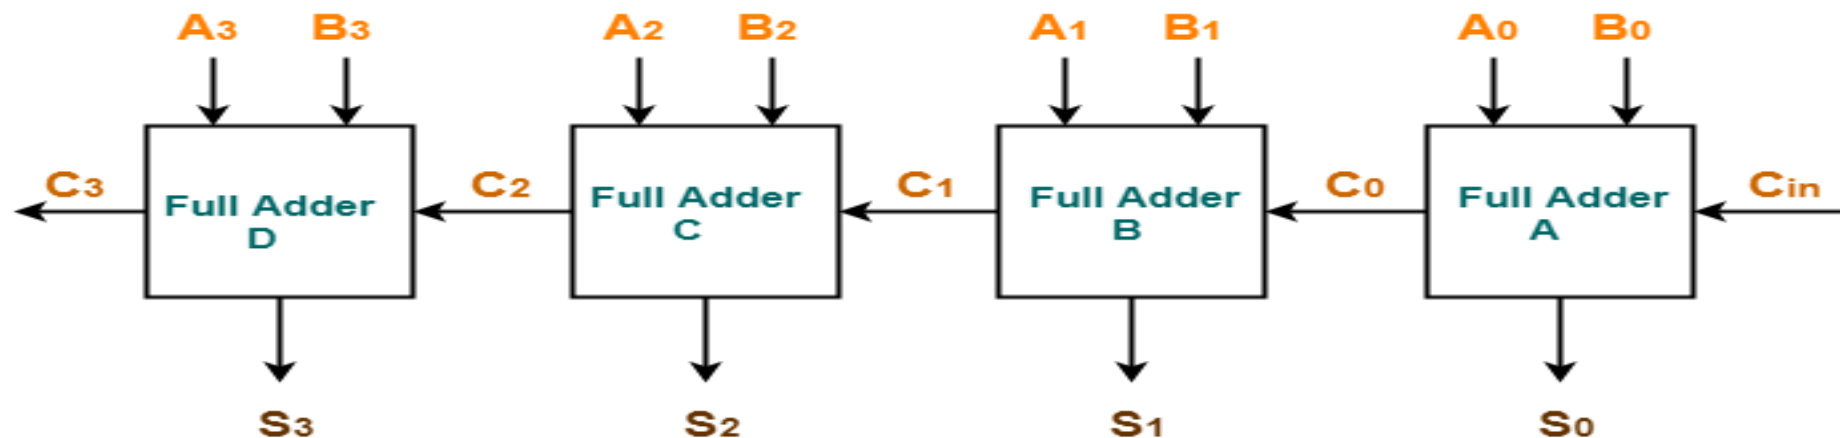 A3 B3 A2 B2 A1 B1 A0 B0
C3 C2 C1 C0 Cin
Full Adder D
Full Adder C
Full Adder B
Full Adder A
S3 S2 S1 S0